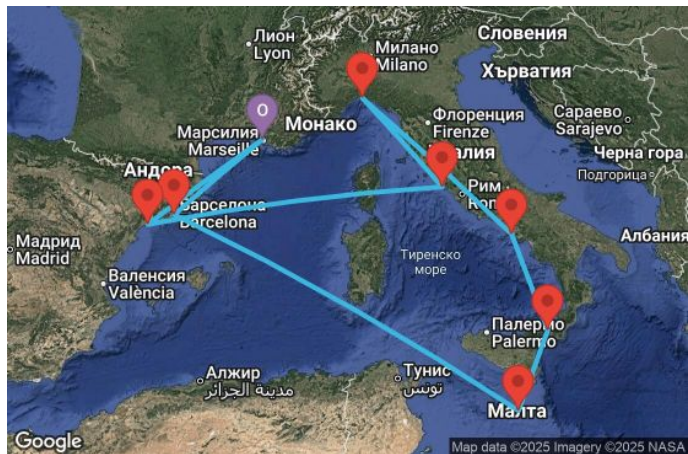 Лион
Lyon
Милано
Milano
Словения
Хърватия
О
Марсилия
Marseille
Монако
Флоренция
Firenze
Сараево
Sarajevo
Черна гора
Подгорица
Андора
Рим
Барселона
Barcelona
Албания
Мадрид
Madrid
Тиренско
море
Валенсия
València
Палермо
Palermo
Алжир
مدينة الجزائر
Тунис
تونس
Малта
Google
Map data ©2025 Imagery ©2025 NASA